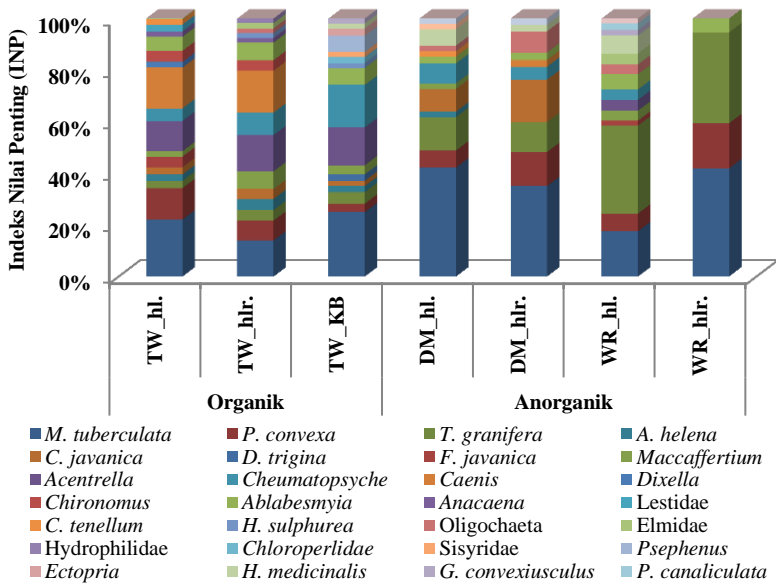 Indeks Nilai Penting (INP)
100%
80%
60%
40%
20%
0%
TW_hl.
TW_hlr.
TW_KB
DM_hl.
DM_hlr.
WR_hl.
WR_hlr.
Organik
Anorganik
M. tuberculata P. convexa T. granifera A. helena
C. javanica D. trigina F. javanica Maccaffertium
Acentrella Cheumatopsyche Caenis Dixella
Chironomus Ablabesmyia Anacaena Lestidae
C. tenellum H. sulphurea Oligochaeta Elmidae
Hydrophilidae Chloroperlidae Sisyridae Psephenus
Ectopria H. medicinalis G. convexiusculus P. canaliculata